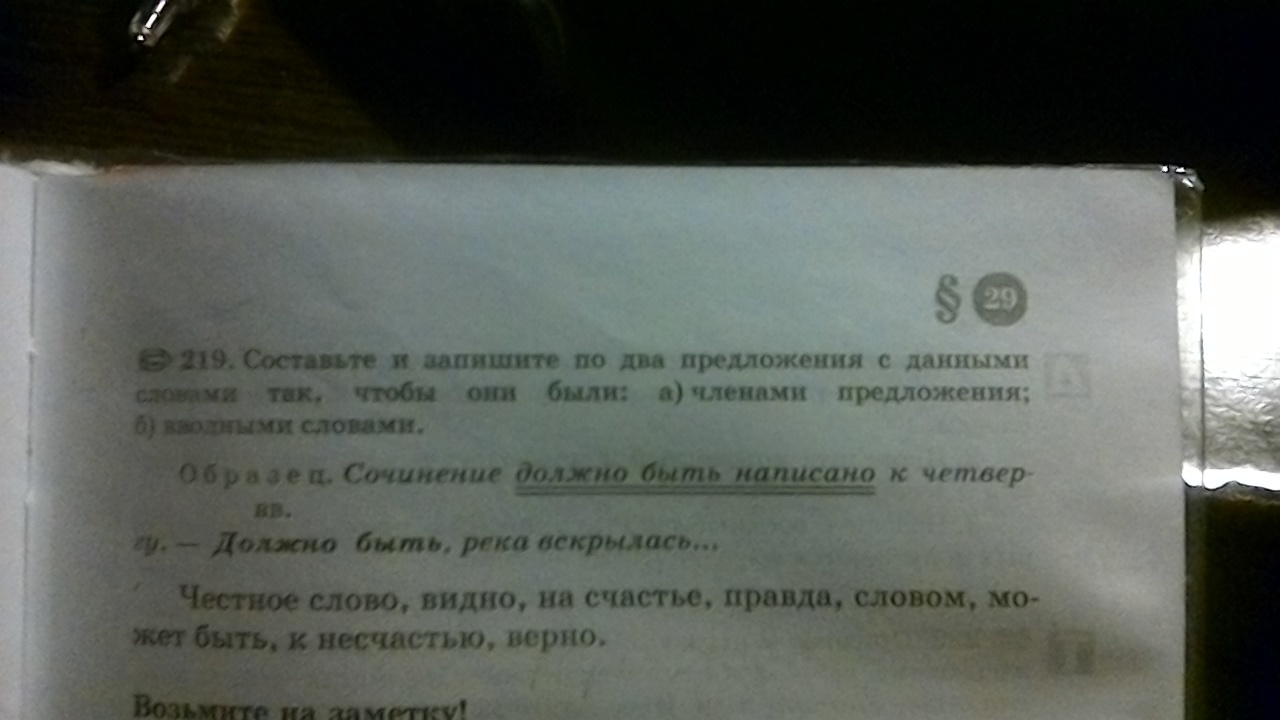 § 29
219. Составьте и запишите по два предложения с данными
словами так, чтобы они были: а) членами предложения;
б) вводными словами.
Образец. Сочинение должно быть написано к четвер-
вв.
гу. — Должно быть, река вскрылась...
Честное слово, видно, на счастье, правда, словом, мо-
жет быть, к несчастью, верно.
Возьмите на заметку!